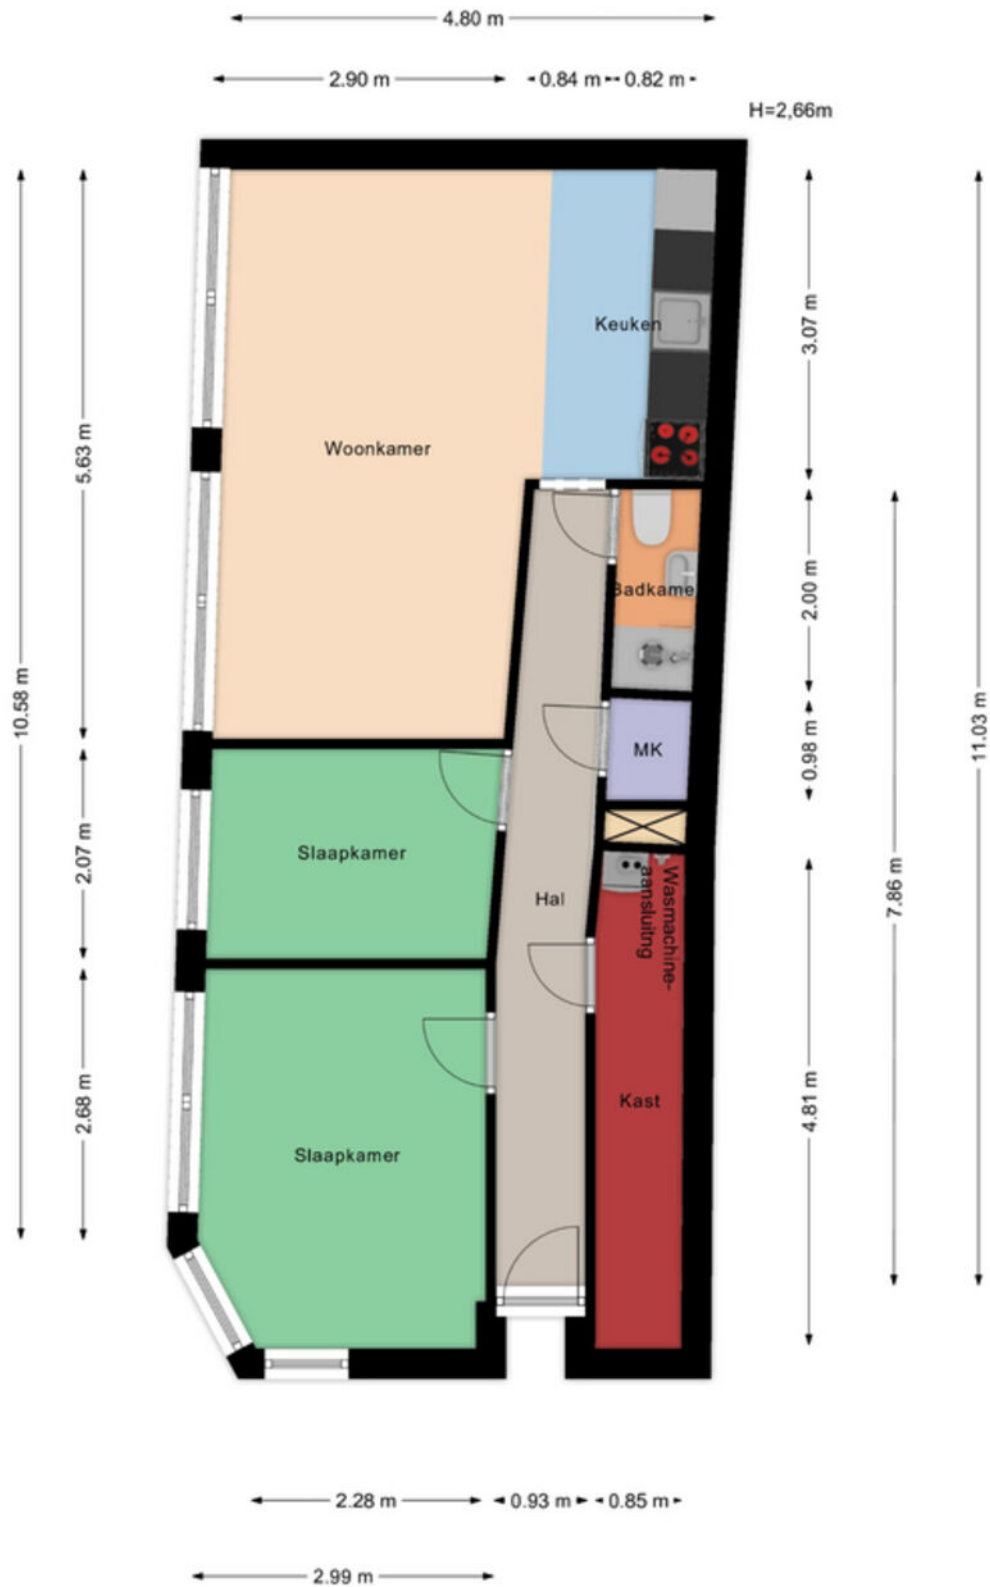 4.80 m
2.90 m
0.84 m
0.82 m
H=2,66m
Keuken
3.07 m
Woonkamer
5.63 m
Badkame
2.00 m
10.58 m
11.03 m
MK
0.98 m
Slaapkamer
2.07 m
Hal
7.86 m
Wasmachine-
aansluitng
2.68 m
Kast
4.81 m
Slaapkamer
2.28 m
0.93 m
0.85 m
2.99 m